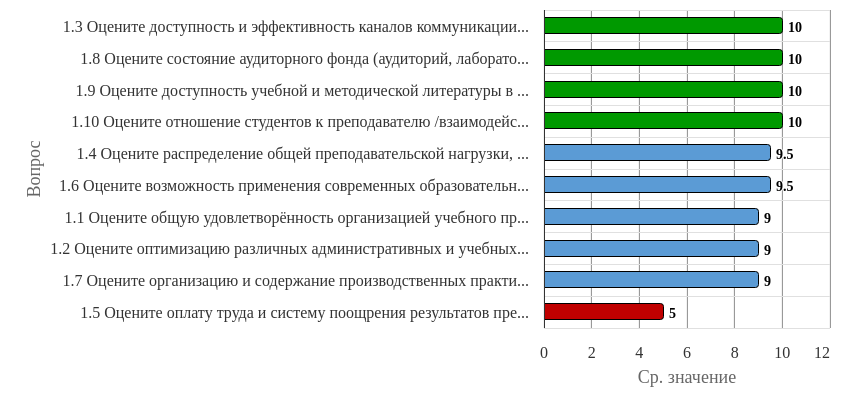 1.3 Оцените доступность и эффективность каналов коммуникации... 10
1.8 Оцените состояние аудиторного фонда (аудиторий, лаборато... 10
1.9 Оцените доступность учебной и методической литературы в ... 10
1.10 Оцените отношение студентов к преподавателю /взаимодейс... 10
1.4 Оцените распределение общей преподавательской нагрузки, ... 9.5
1.6 Оцените возможность применения современных образовательн... 9.5
1.1 Оцените общую удовлетворённость организацией учебного пр... 9
1.2 Оцените оптимизацию различных административных и учебных... 9
1.7 Оцените организацию и содержание производственных практи... 9
1.5 Оцените оплату труда и систему поощрения результатов пре... 5
Вопрос
0 2 4 6 8 10 12
Ср. значение